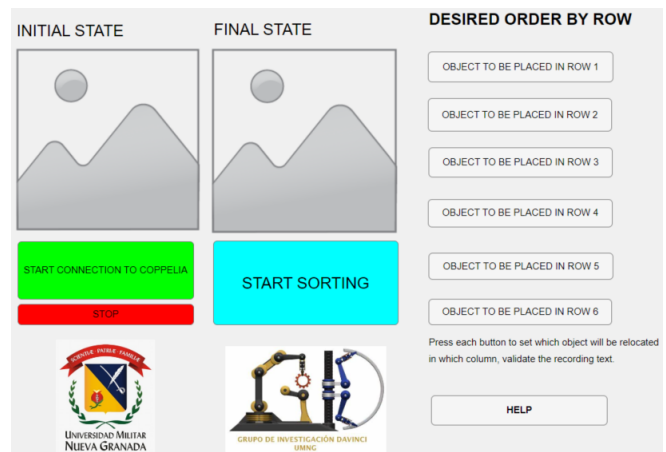 INITIAL STATE
FINAL STATE
DESIRED ORDER BY ROW
OBJECT TO BE PLACED IN ROW 1
OBJECT TO BE PLACED IN ROW 2
OBJECT TO BE PLACED IN ROW 3
OBJECT TO BE PLACED IN ROW 4
START CONNECTION TO COPPELIA
STOP
START SORTING
OBJECT TO BE PLACED IN ROW 5
OBJECT TO BE PLACED IN ROW 6
Press each button to set which object will be relocated
in which column, validate the recording text.
HELP
SCIENTIÆ · PATRIÆ · FAMILIÆ
UNIVERSIDAD MILITAR
NUEVA GRANADA
GRUPO DE INVESTIGACIÓN DAVINCI
UMNG